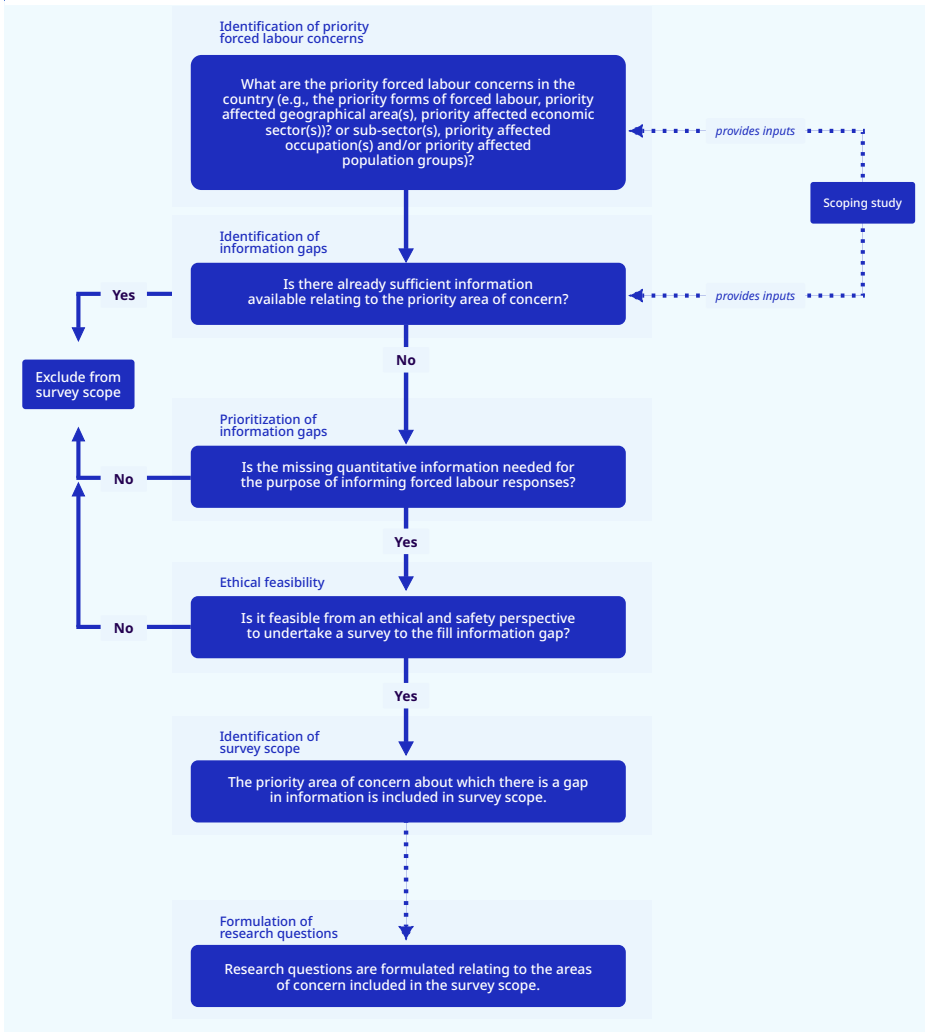 Identification of priority
forced labour concerns
What are the priority forced labour concerns in the
country (e.g., the priority forms of forced labour, priority
affected geographical area(s), priority affected economic
sector(s))? or sub-sector(s), priority affected
occupation(s) and/or priority affected
population groups)?
provides inputs
Scoping study
Identification of
information gaps
Is there already sufficient information
available relating to the priority area of concern?
provides inputs
Yes
No
Exclude from
survey scope
Prioritization of
information gaps
Is the missing quantitative information needed for
the purpose of informing forced labour responses?
No
Yes
Ethical feasibility
Is it feasible from an ethical and safety perspective
to undertake a survey to the fill information gap?
No
Yes
Identification of
survey scope
The priority area of concern about which there is a gap
in information is included in survey scope.
Formulation of
research questions
Research questions are formulated relating to the areas
of concern included in the survey scope.